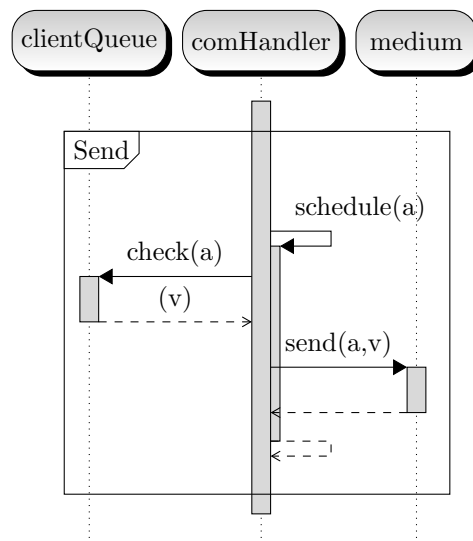 clientQueue
comHandler
medium
Send
schedule(a)
check(a)
(v)
send(a,v)